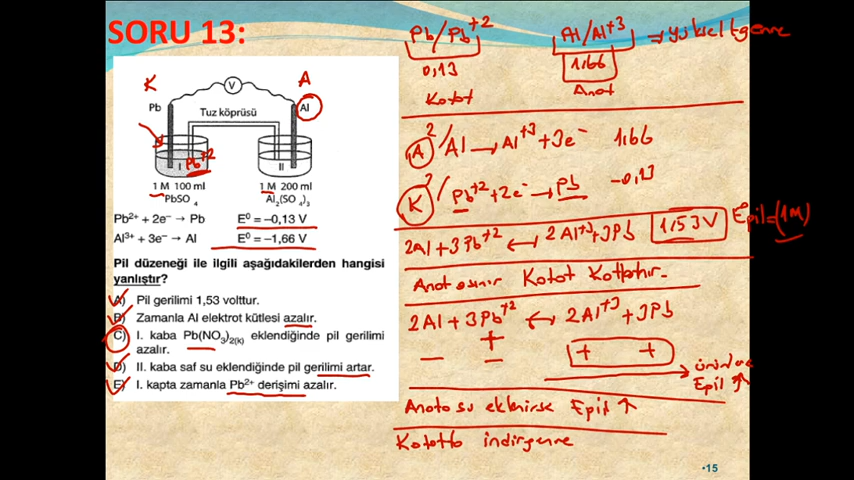 SORU 13:
K
A
V
Pb
Al
Tuz köprüsü
I
Pb+2
II
1 M 100 ml
PbSO4
1 M 200 ml
Al2(SO4)3
Pb2+ + 2e– → Pb E0 = –0,13 V
Al3+ + 3e– → Al E0 = –1,66 V
Pil düzeneği ile ilgili aşağıdakilerden hangisi
yanlıştır?
A) Pil gerilimi 1,53 volttur.
B) Zamanla Al elektrot kütlesi azalır.
C) I. kaba Pb(NO3)2(k) eklendiğinde pil gerilimi
azalır.
D) II. kaba saf su eklendiğinde pil gerilimi artar.
E) I. kapta zamanla Pb2+ derişimi azalır.
Pb/Pb+2
0,13
Katot
Al/Al+3 ⇒ yükseltgenme
1,66
Anot
A 2/Al → Al+3 + 3e– 1,66
K 3/Pb+2 + 2e– → Pb –0,13
2Al + 3Pb+2 ↔ 2Al+3 + 3Pb 1,53 V Epil = (1M)
Anot aşınır Katot Katlatır.
2Al + 3Pb+2 ↔ 2Al+3 + 3Pb
– + – + +
ürünlere
Epil ↑
Anota su eklenirse Epil ↑
Katotta indirgenme
15